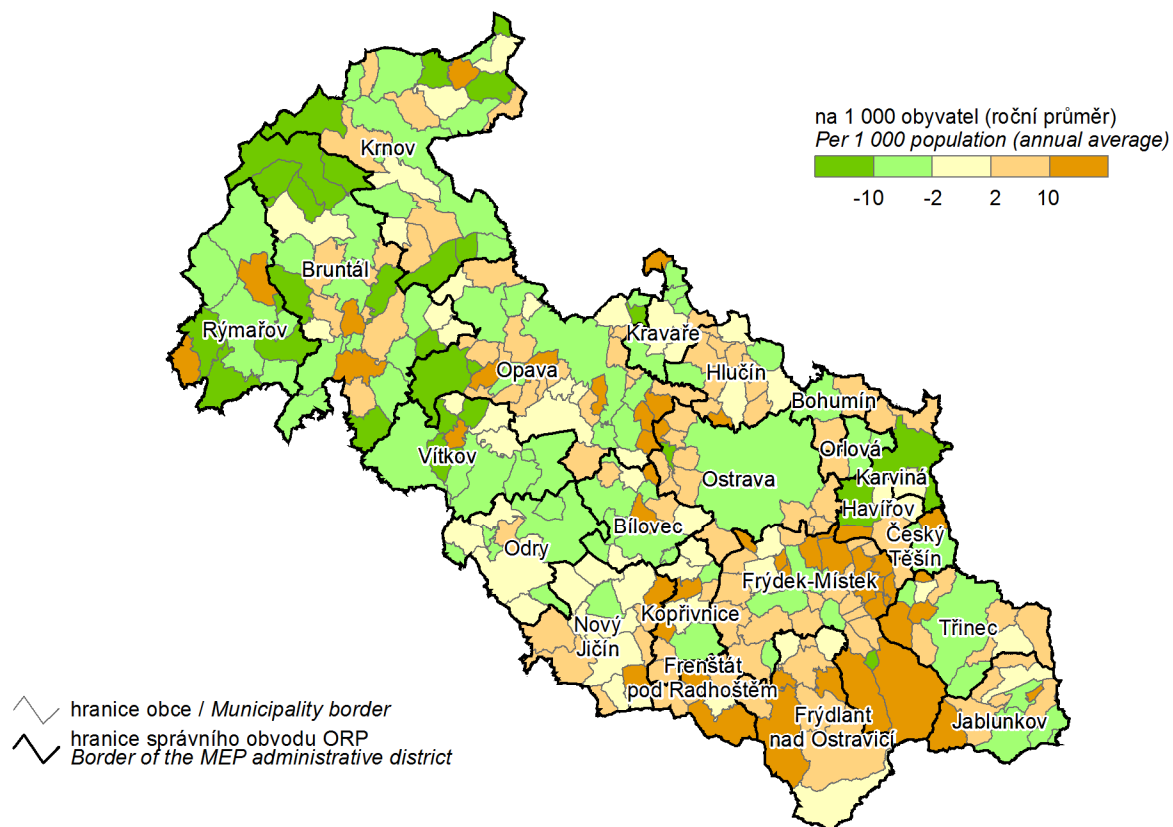 na 1 000 obyvatel (roční průměr)
Per 1 000 population (annual average)
-10 -2 2 10
Krnov
Bruntál
Rýmařov
Kravaře
Opava
Hlučín
Bohumín
Vítkov
Orlová
Ostrava
Karviná
Havířov
Bílovec
Český
Těšín
Odry
Frýdek-Místek
Kopřivnice
Nový
Jičín
Třinec
Frenštát
pod Radhoštěm
Frýdlant
nad Ostravicí
Jablunkov
hranice obce / Municipality border
hranice správního obvodu ORP
Border of the MEP administrative district